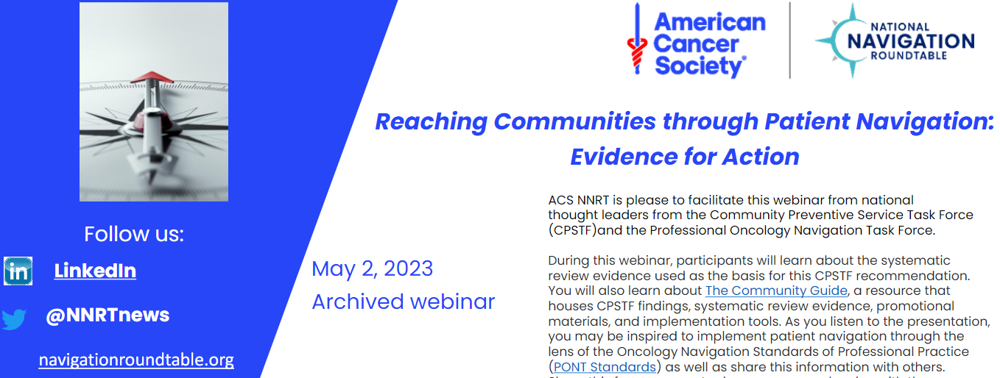 American
Cancer
Society®
NATIONAL
NAVIGATION
ROUNDTABLE
Reaching Communities through Patient Navigation:
Evidence for Action
Follow us:
LinkedIn
@NNRTnews
navigationroundtable.org
May 2, 2023
Archived webinar
ACS NNRT is please to facilitate this webinar from national
thought leaders from the Community Preventive Service Task Force
(CPSTF)and the Professional Oncology Navigation Task Force.
During this webinar, participants will learn about the systematic
review evidence used as the basis for this CPSTF recommendation.
You will also learn about The Community Guide, a resource that
houses CPSTF findings, systematic review evidence, promotional
materials, and implementation tools. As you listen to the presentation,
you may be inspired to implement patient navigation through the
lens of the Oncology Navigation Standards of Professional Practice
(PONT Standards) as well as share this information with others.